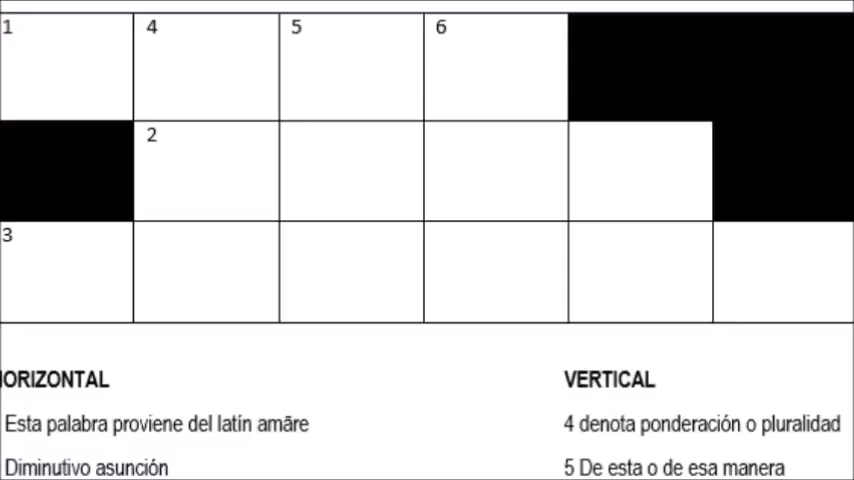 1 4 5 6
2
3
HORIZONTAL
Esta palabra proviene del latín amāre
Diminutivo asunción
VERTICAL
4 denota ponderación o pluralidad
5 De esta o de esa manera